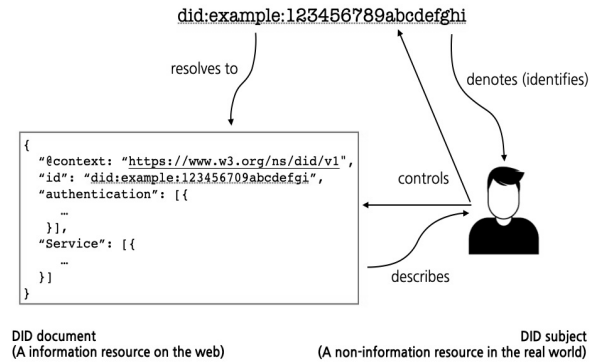 did:example:123456789abcdefghi
resolves to
denotes (identifies)
{
“@context: “https://www.w3.org/ns/did/v1",
“id”: “did:example:123456709abcdefgi”,
“authentication”: [{
…
}],
“Service”: [{
…
}]
}
controls
describes
DID document
(A information resource on the web)
DID subject
(A non-information resource in the real world)